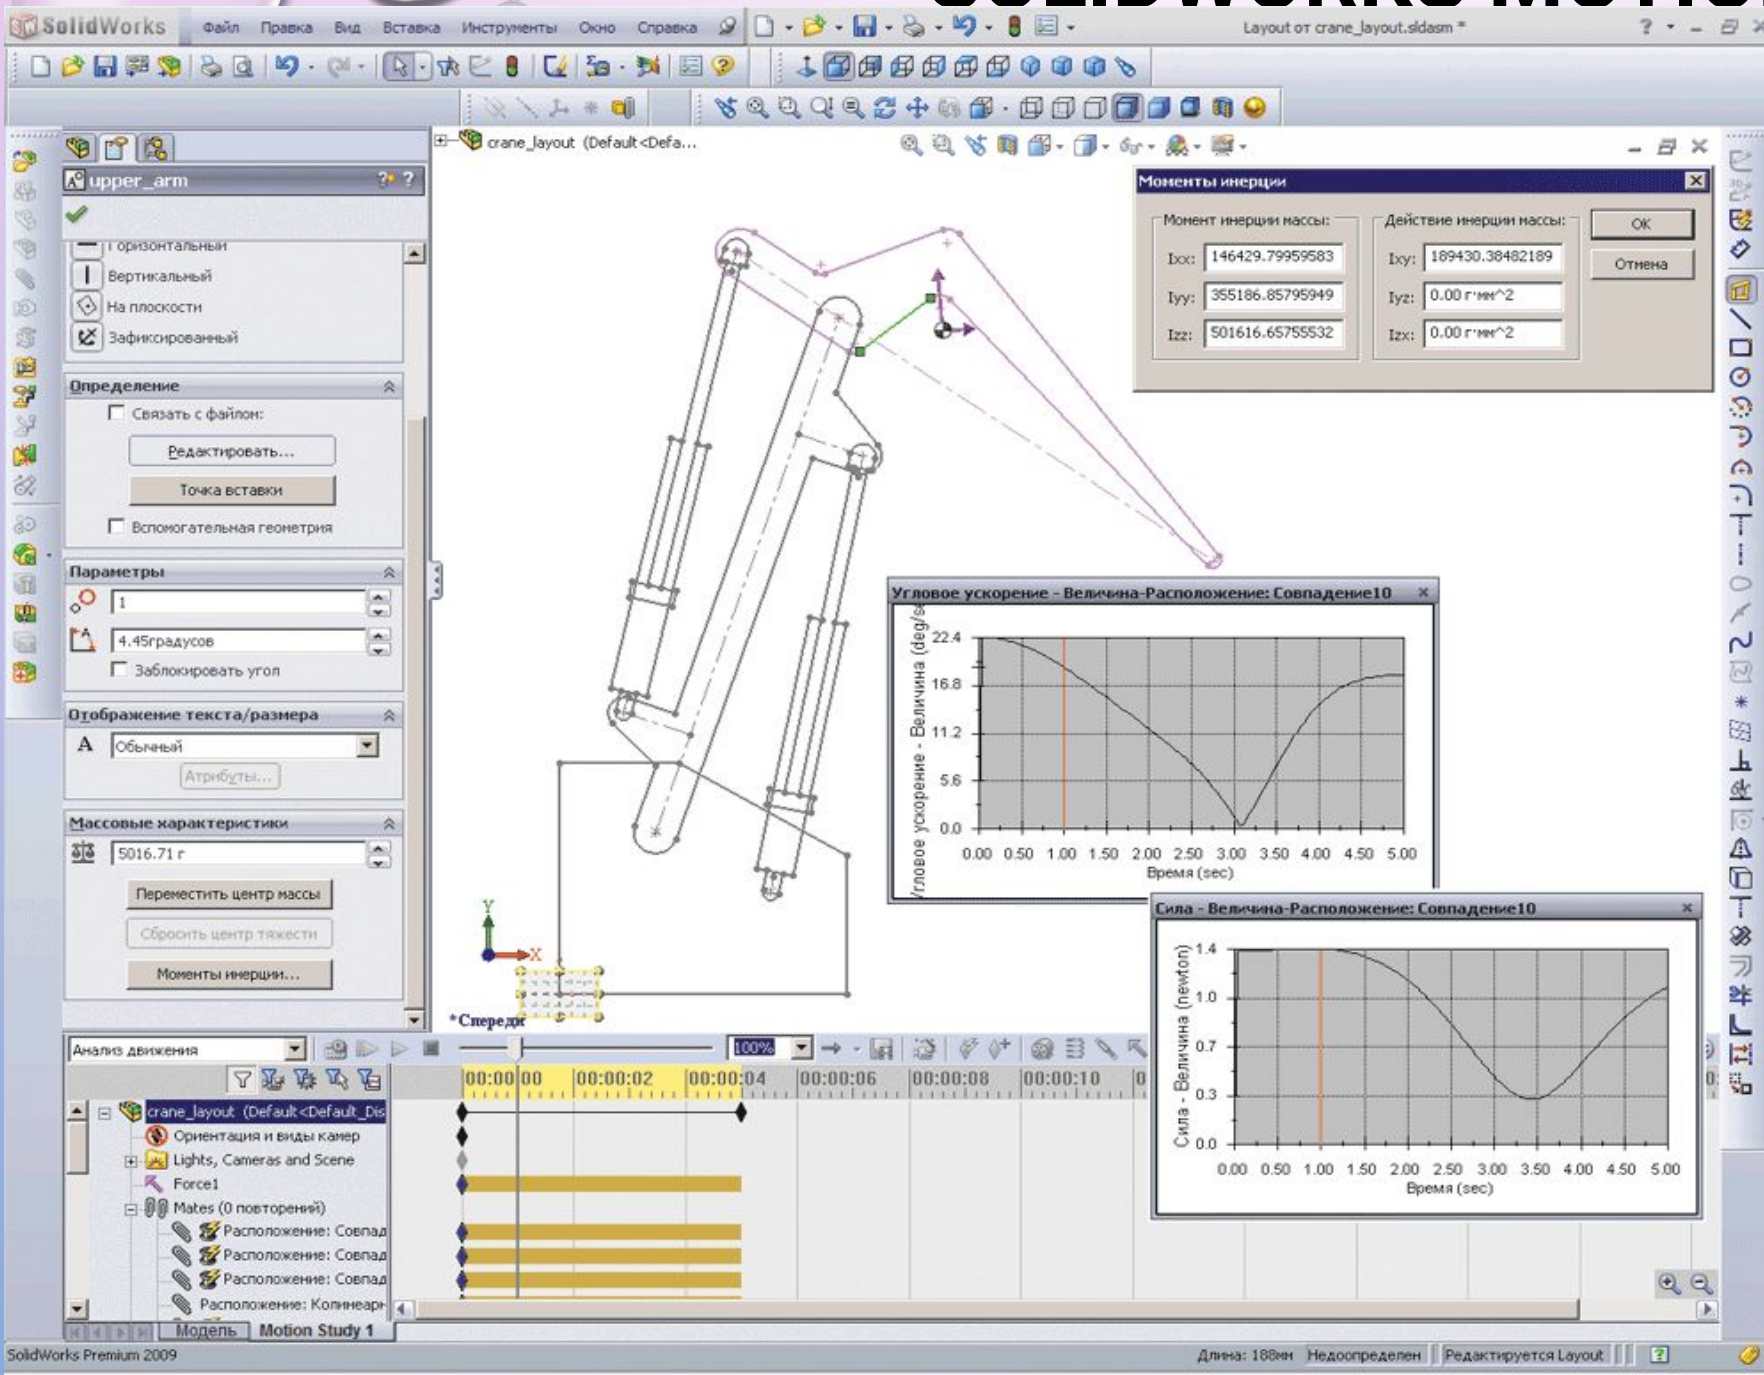 SolidWorks Файл Правка Вид Вставка Инструменты Окно Справка Layout от crane_layout.sldasm *
crane_layout (Default<Defa...
upper_arm
Горизонтальный
Вертикальный
На плоскости
Зафиксированный
Определение
Связать с файлом:
Редактировать...
Точка вставки
Вспомогательная геометрия
Параметры
1
4.45градусов
Заблокировать угол
Отображение текста/размера
Обычный
Атрибуты...
Массовые характеристики
5016.71 г
Переместить центр массы
Сбросить центр тяжести
Моменты инерции...
Моменты инерции
Момент инерции массы: Действие инерции массы:
OK
Отмена
Ixx: 146429.79959583 Ixy: 189430.38482189
Iyy: 355186.85795949 Iyz: 0.00 г*мм^2
Izz: 501616.65755532 Izx: 0.00 г*мм^2
Угловое ускорение - Величина-Расположение: Совпадение10
Угловое ускорение - Величина (deg/se
22.4
16.8
11.2
5.6
0.0
0.00 0.50 1.00 1.50 2.00 2.50 3.00 3.50 4.00 4.50 5.00
Время (sec)
Сила - Величина-Расположение: Совпадение10
Сила - Величина (newton)
1.4
1.0
0.7
0.3
0.0
0.00 0.50 1.00 1.50 2.00 2.50 3.00 3.50 4.00 4.50 5.00
Время (sec)
Y
X
*Спереди
Анализ движения 100%
00:00:00 00:00:02 00:00:04 00:00:06 00:00:08 00:00:10
crane_layout (Default<Default_Dis
Ориентация и виды камер
Lights, Cameras and Scene
Force1
Mates (0 повторений)
Расположение: Совпад
Расположение: Совпад
Расположение: Совпад
Расположение: Колинеарн
Модель Motion Study 1
SolidWorks Premium 2009 Длина: 188мм Недоопределен Редактируется Layout